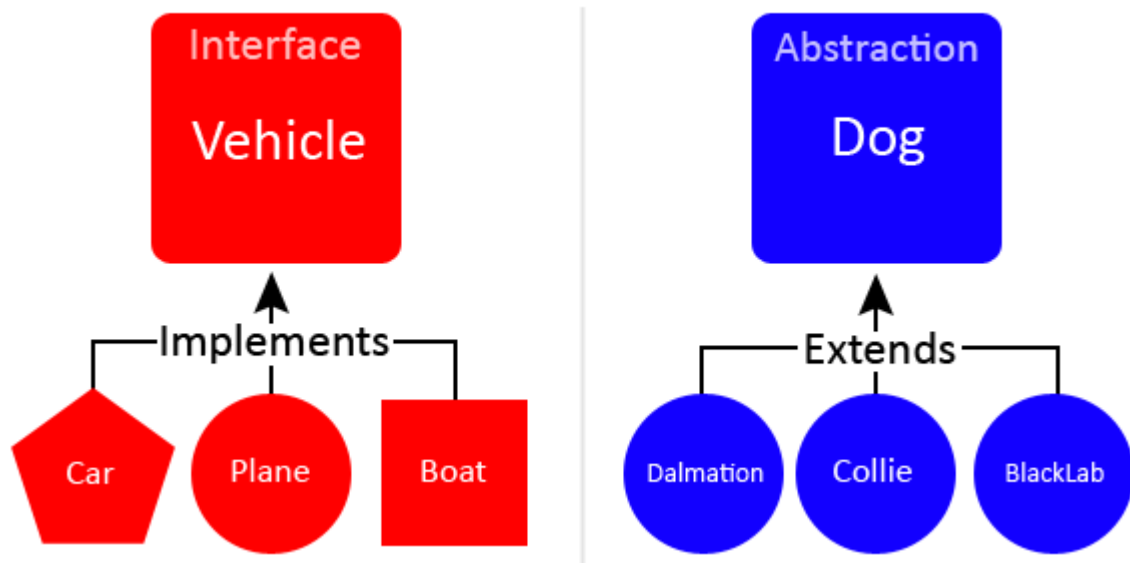 Interface
Vehicle
Implements
Car
Plane
Boat
Abstraction
Dog
Extends
Dalmation
Collie
BlackLab